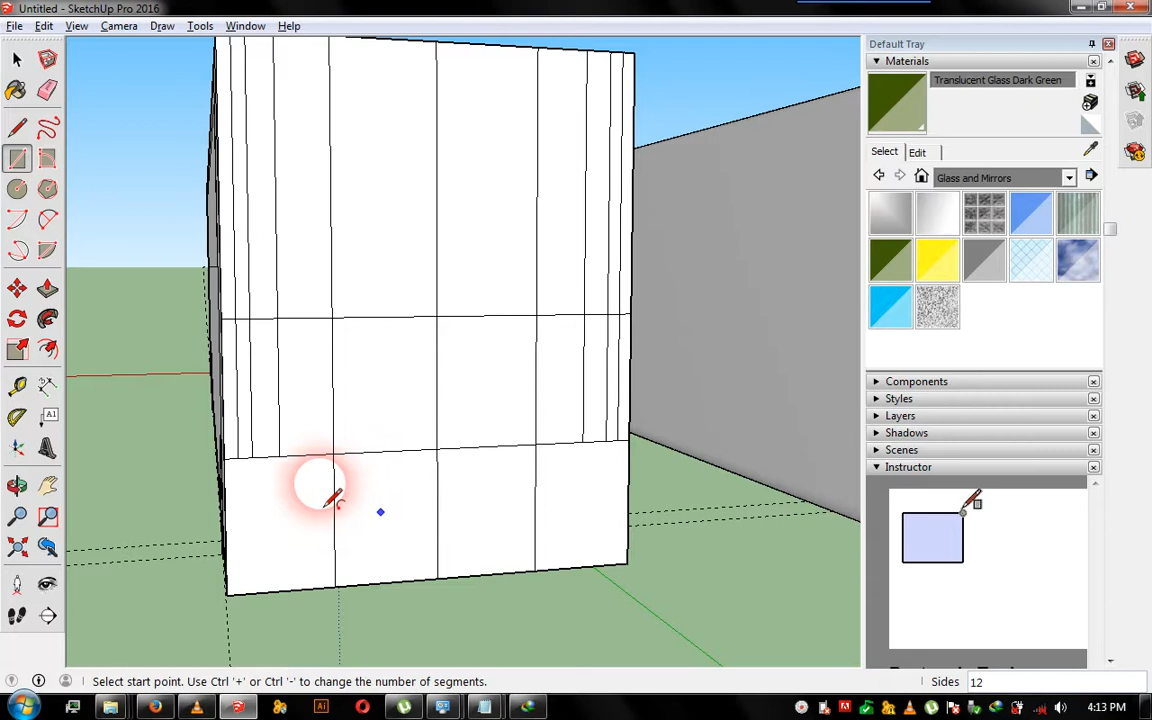 Untitled - SketchUp Pro 2016
File Edit View Camera Draw Tools Window Help
Default Tray
Materials
Translucent Glass Dark Green
Select Edit
Glass and Mirrors
A1
Components
Styles
Layers
Shadows
Scenes
Instructor
Select start point. Use Ctrl '+' or Ctrl '-' to change the number of segments.
Sides 12
Ai
4:13 PM